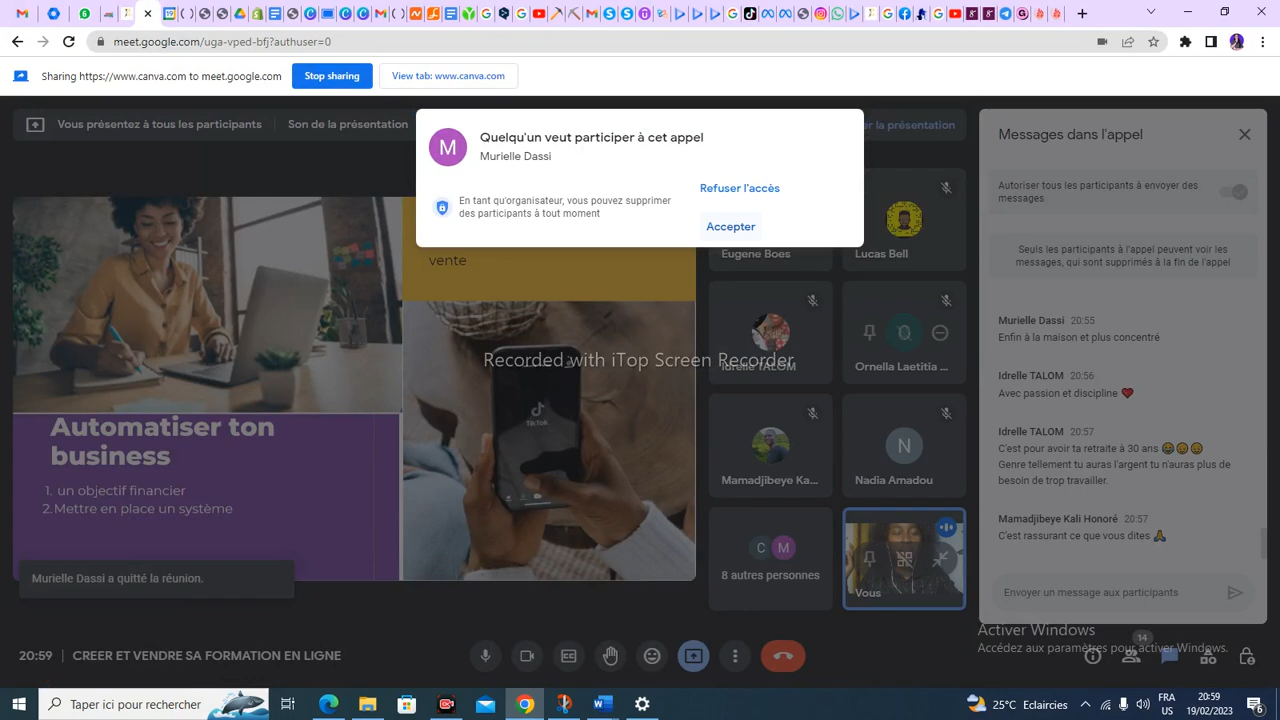 meet.google.com/uga-vped-bfj?authuser=0
Sharing https://www.canva.com to meet.google.com
Stop sharing
View tab: www.canva.com
Vous présentez à tous les participants
Son de la présentation
er la présentation
Quelqu'un veut participer à cet appel
M
Murielle Dassi
En tant qu'organisateur, vous pouvez supprimer
des participants à tout moment
Refuser l'accès
Accepter
vente
Automatiser ton
business
1. un objectif financier
2.Mettre en place un système
TikTok
Murielle Dassi a quitté la réunion.
Recorded with iTop Screen Recorder
Eugene Boes
Lucas Bell
Idrelle TALOM
Ornella Laetitia ...
Mamadjibeye Ka...
N
Nadia Amadou
C M
8 autres personnes
Vous
Messages dans l'appel
Autoriser tous les participants à envoyer des
messages
Seuls les participants à l'appel peuvent voir les
messages, qui sont supprimés à la fin de l'appel
Murielle Dassi 20:55
Enfin à la maison et plus concentré
Idrelle TALOM 20:56
Avec passion et discipline ❤️
Idrelle TALOM 20:57
C'est pour avoir ta retraite à 30 ans
Genre tellement tu auras l'argent tu n'auras plus de
besoin de trop travailler.
Mamadjibeye Kali Honoré 20:57
C'est rassurant ce que vous dites 🙏
Envoyer un message aux participants
Activer Windows
Accédez aux paramètres pour activer Windows.
14
20:59 | CREER ET VENDRE SA FORMATION EN LIGNE
Taper ici pour rechercher
25°C Eclaircies
FRA
US
20:59
19/02/2023
6